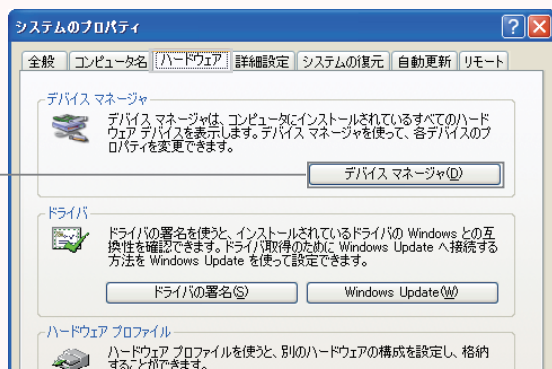 システムのプロパティ
全般 コンピュータ名 ハードウェア 詳細設定 システムの復元 自動更新 リモート
デバイス マネージャ
デバイス マネージャは、コンピュータにインストールされているすべてのハード
ウェア デバイスを表示します。デバイス マネージャを使って、各デバイスのプ
ロパティを変更できます。
デバイス マネージャ(D)
ドライバ
ドライバの署名を使うと、インストールされているドライバの Windows との互
換性を確認できます。ドライバ取得のために Windows Update へ接続する
方法を Windows Update を使って設定できます。
ドライバの署名(S) Windows Update(W)
ハードウェア プロファイル
ハードウェア プロファイルを使うと、別のハードウェアの構成を設定し、格納
することができます。